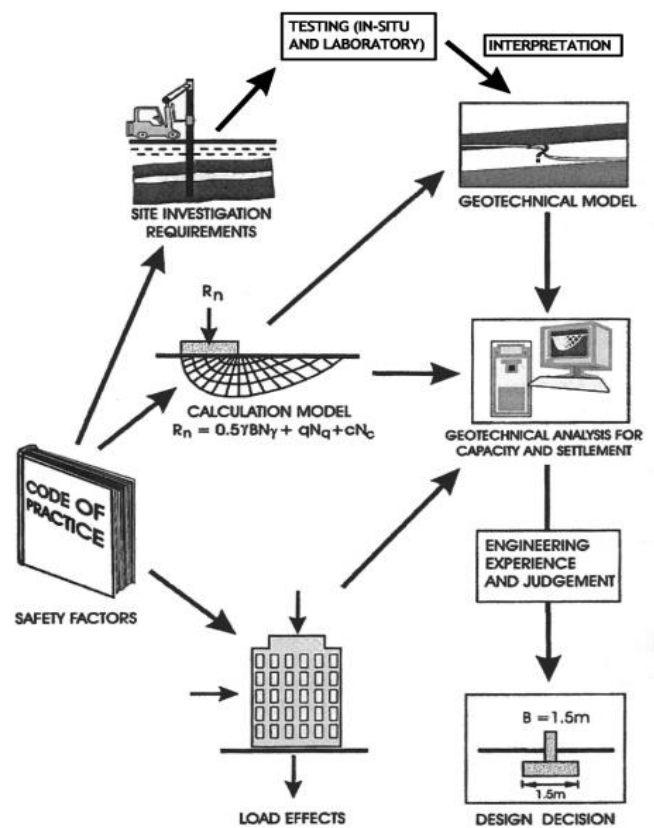 TESTING (IN-SITU
AND LABORATORY)
INTERPRETATION
SITE INVESTIGATION
REQUIREMENTS
GEOTECHNICAL MODEL
Rn
CALCULATION MODEL
Rn = 0.5γBNγ + qNq + cNc
GEOTECHNICAL ANALYSIS FOR
CAPACITY AND SETTLEMENT
CODE OF
PRACTICE
SAFETY FACTORS
ENGINEERING
EXPERIENCE
AND JUDGEMENT
LOAD EFFECTS
B = 1.5m
1.5m
DESIGN DECISION